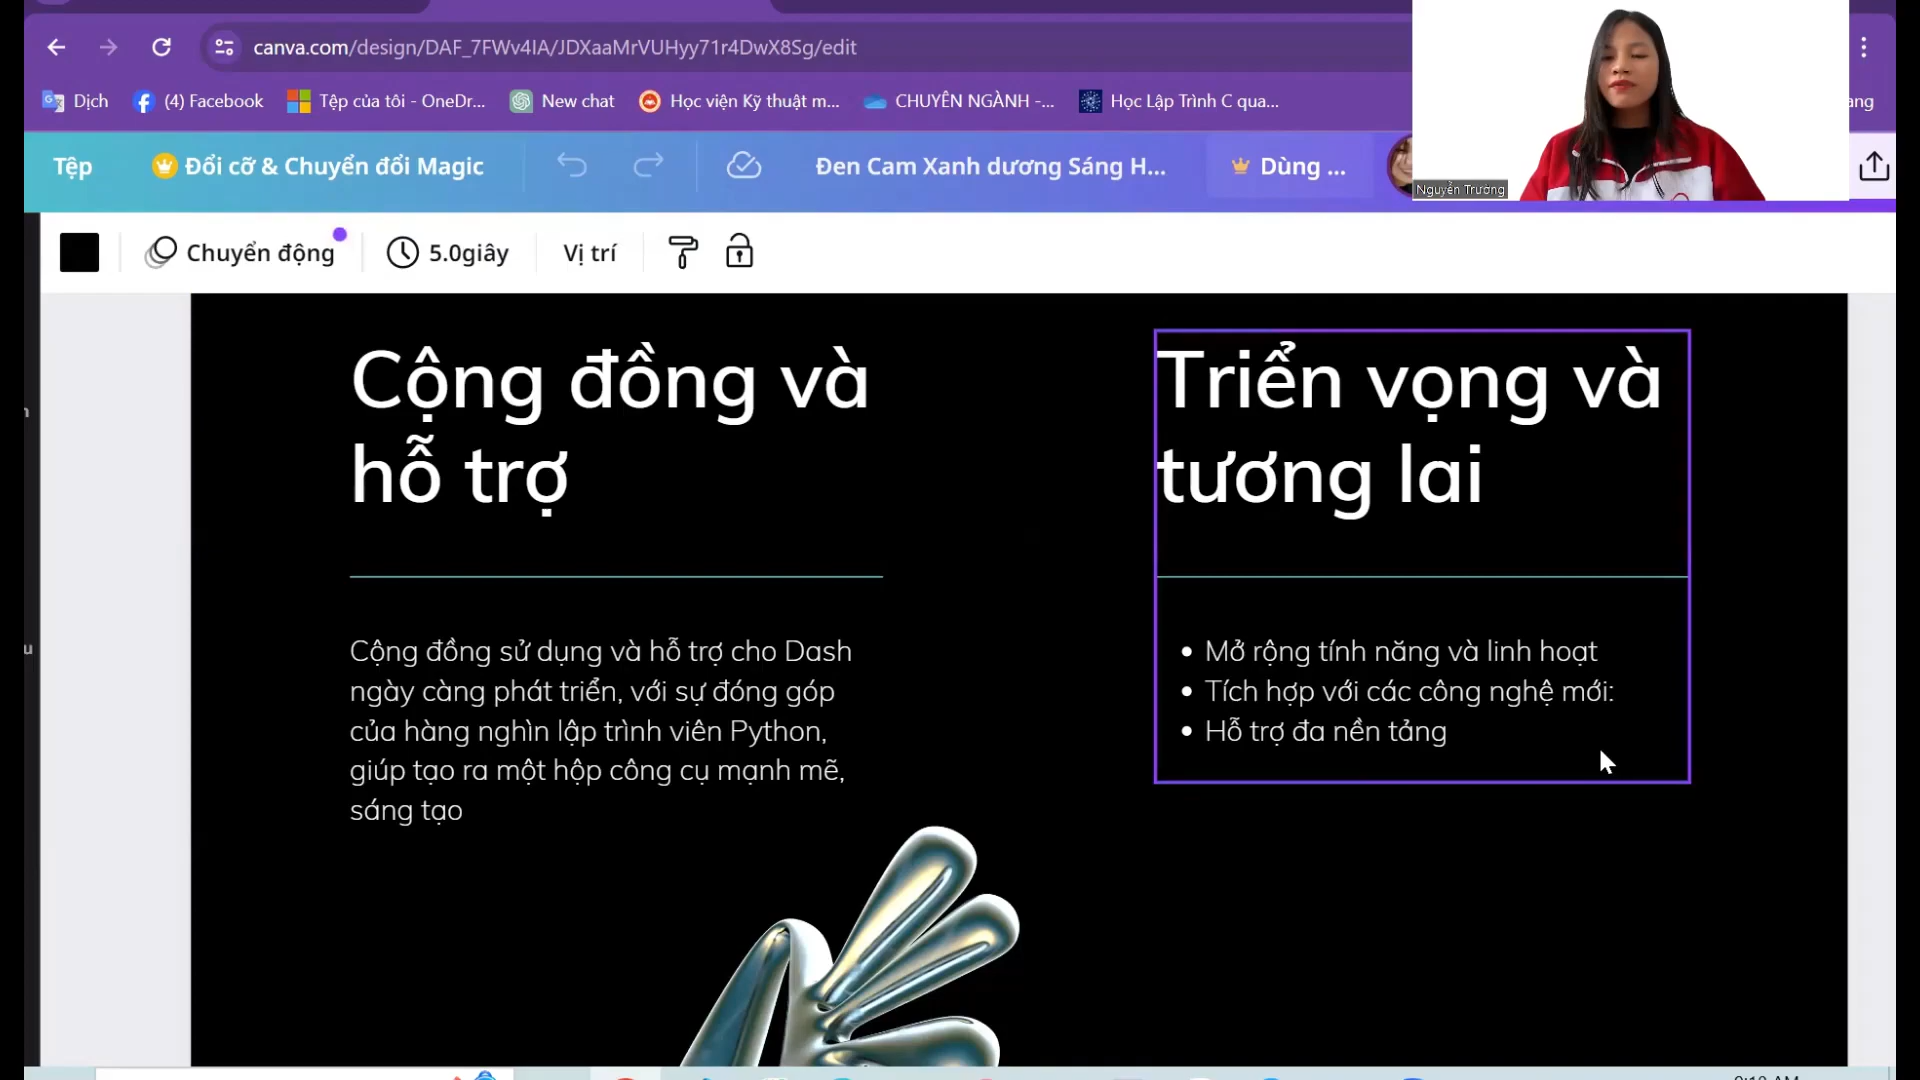 canva.com/design/DAF_7FWv4IA/JDXaaMrVUHyy71r4DwX8Sg/edit
Dịch
(4) Facebook
Tệp của tôi - OneDr...
New chat
Học viện Kỹ thuật m...
CHUYÊN NGÀNH -...
Học Lập Trình C qua...
ang
Tệp
Đổi cỡ & Chuyển đổi Magic
Đen Cam Xanh dương Sáng H...
Dùng ...
Nguyễn Trường
Chuyển động
5.0giây
Vị trí
Cộng đồng và
hỗ trợ
Cộng đồng sử dụng và hỗ trợ cho Dash
ngày càng phát triển, với sự đóng góp
của hàng nghìn lập trình viên Python,
giúp tạo ra một hộp công cụ mạnh mẽ,
sáng tạo
Triển vọng và
tương lai
• Mở rộng tính năng và linh hoạt
• Tích hợp với các công nghệ mới:
• Hỗ trợ đa nền tảng